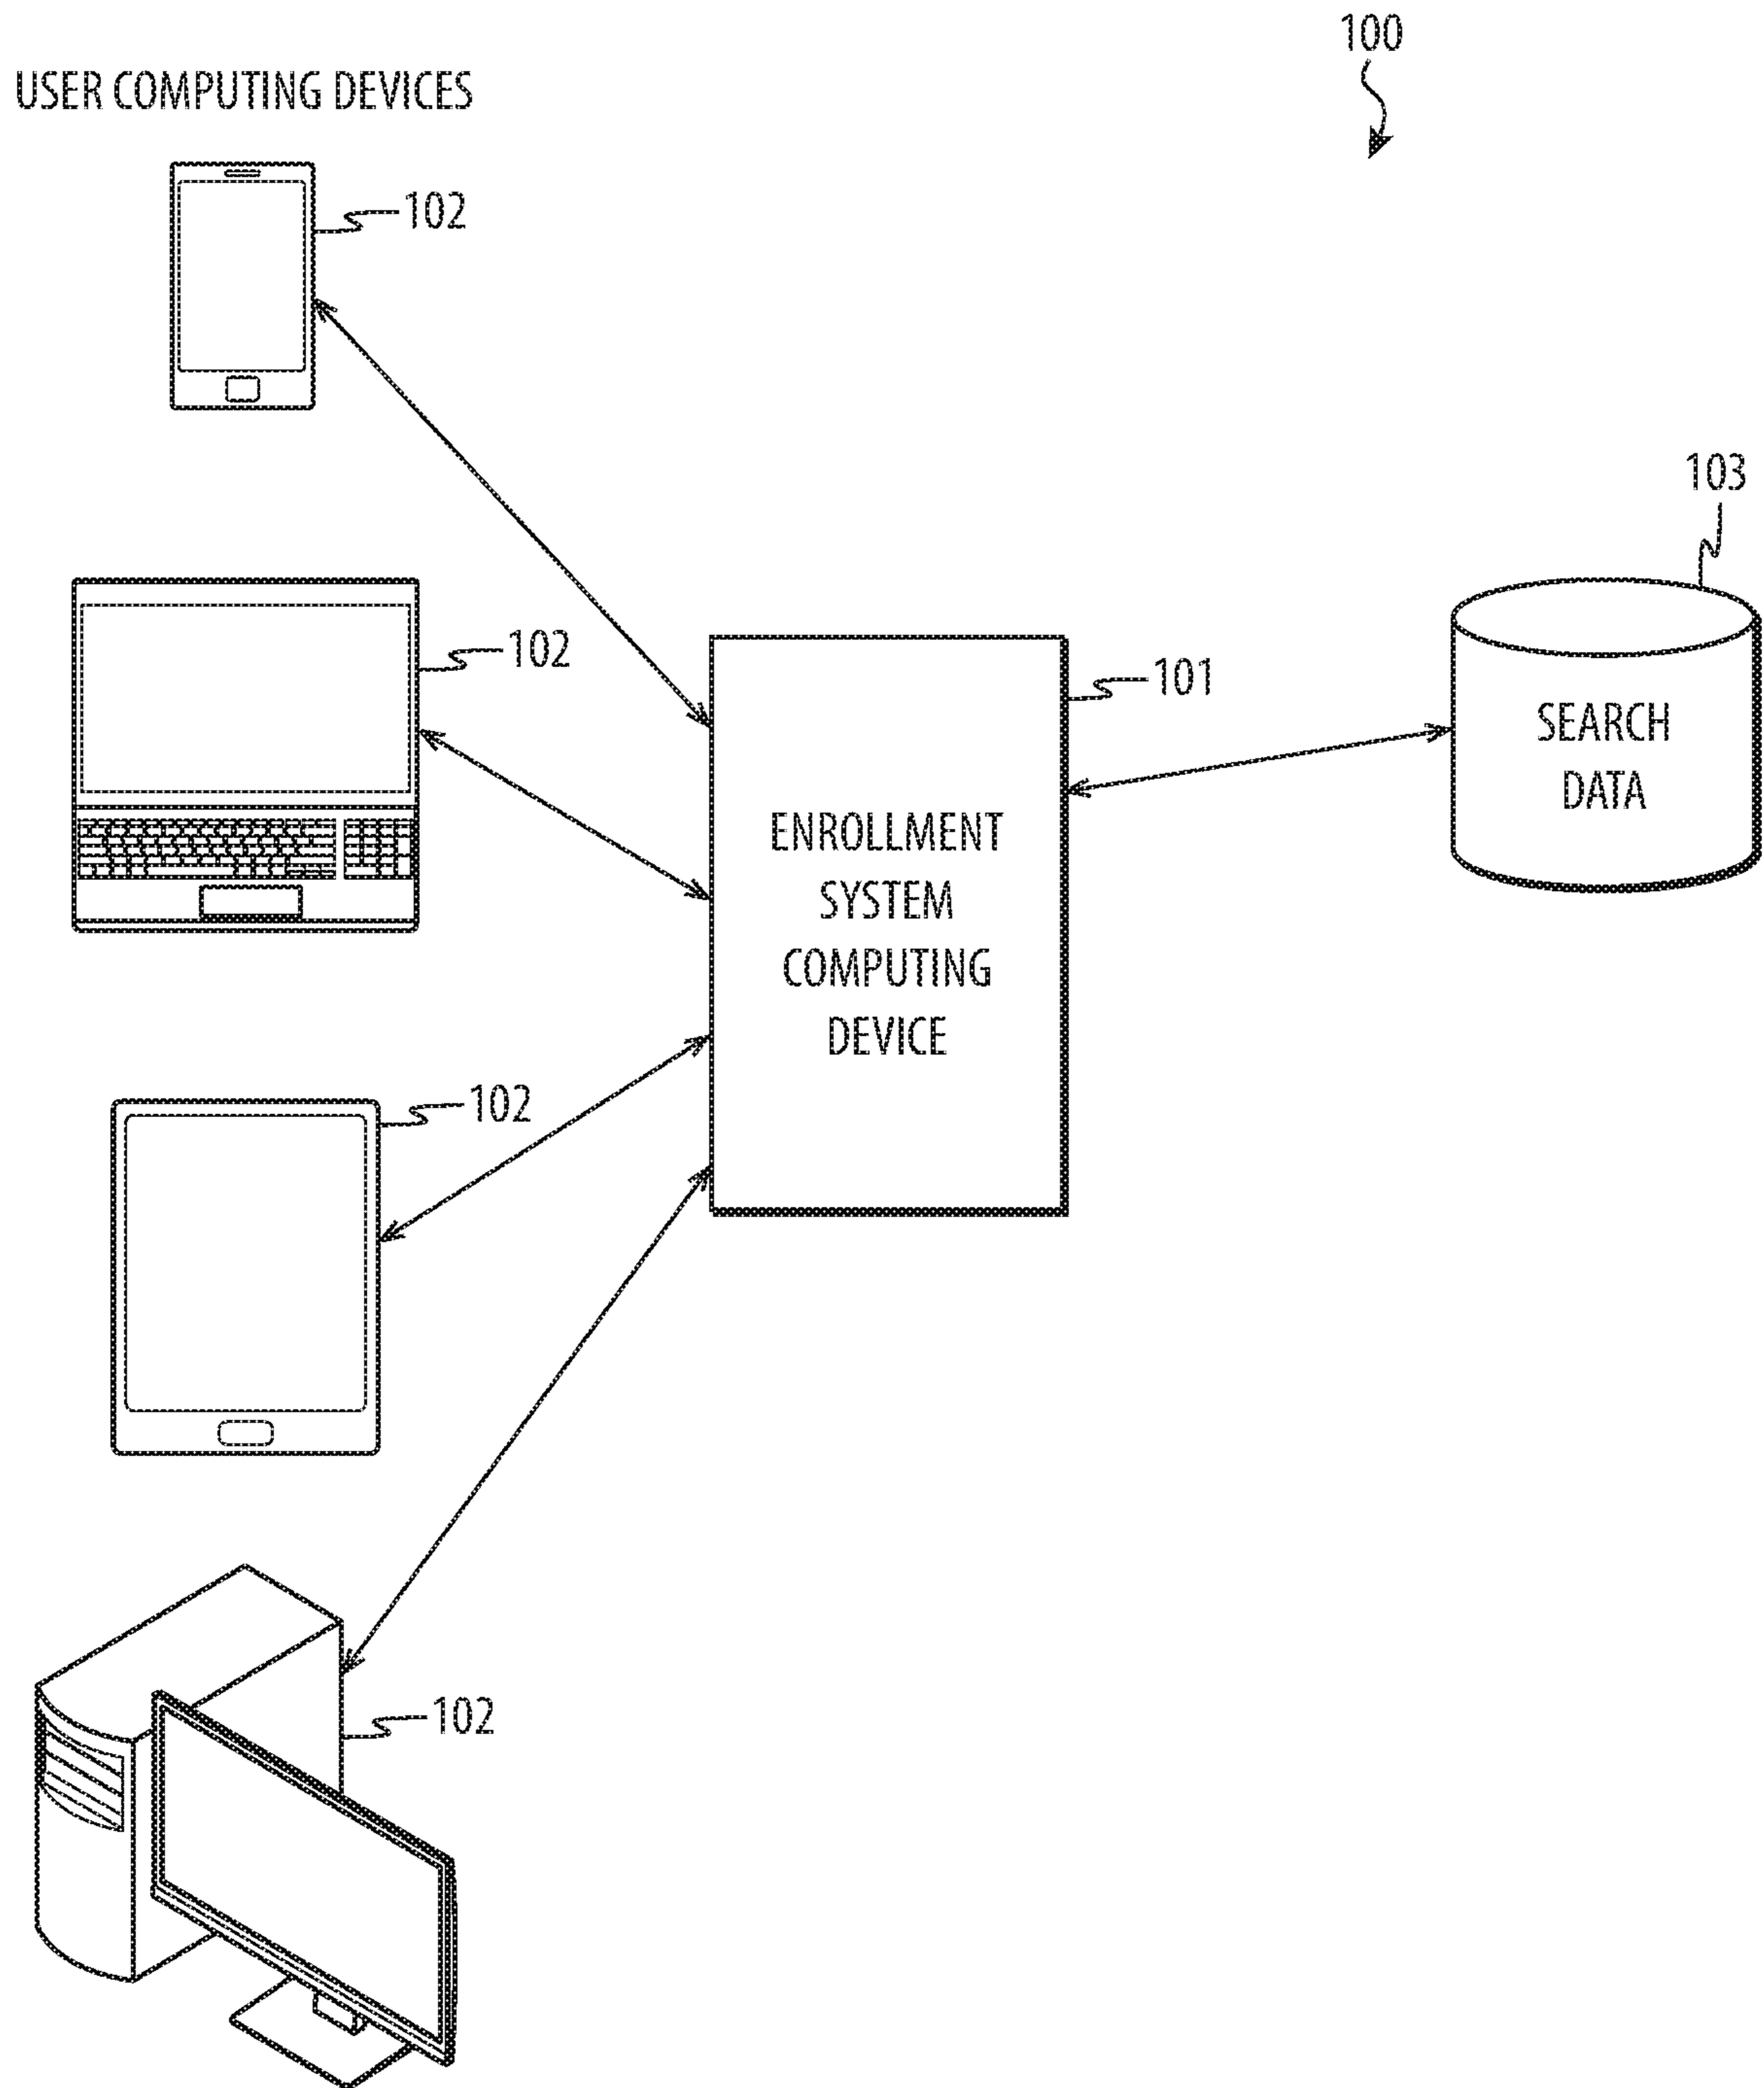 100
USER COMPUTING DEVICES
102
103
102
101
SEARCH
DATA
ENROLLMENT
SYSTEM
COMPUTING
DEVICE
102
102